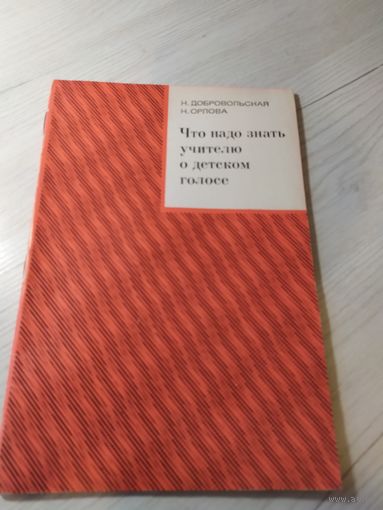 Н. ДОБРОВОЛЬСКАЯ
Н. ОРЛОВА
Что надо знать
учителю
о детском
голосе